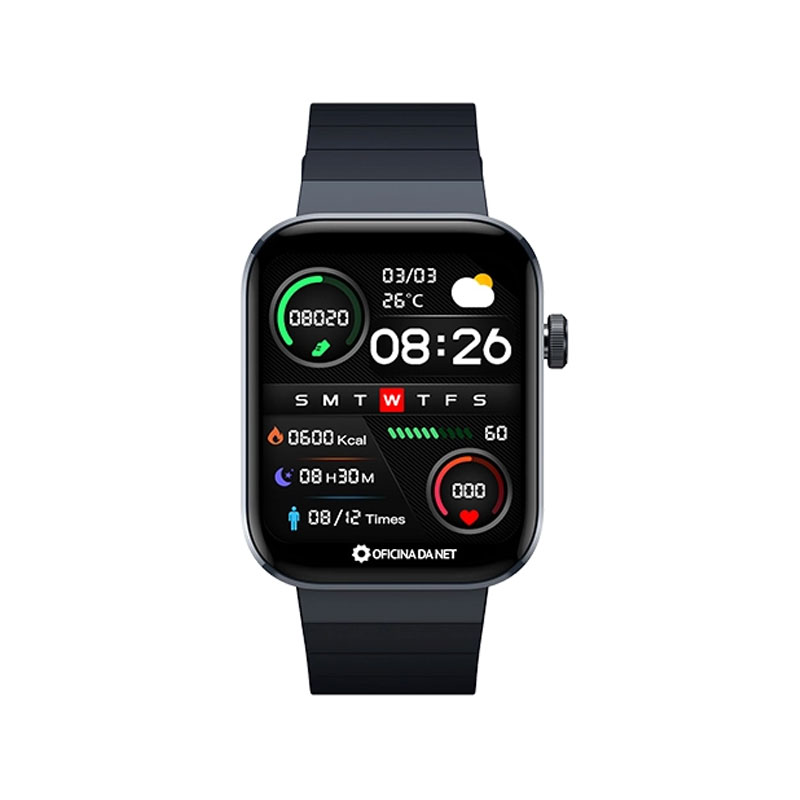 03/03
26°C
08020
08:26
S M T W T F S
0600 Kcal
60
08 H30M
000
08/12 Times
OFICINA DA NET